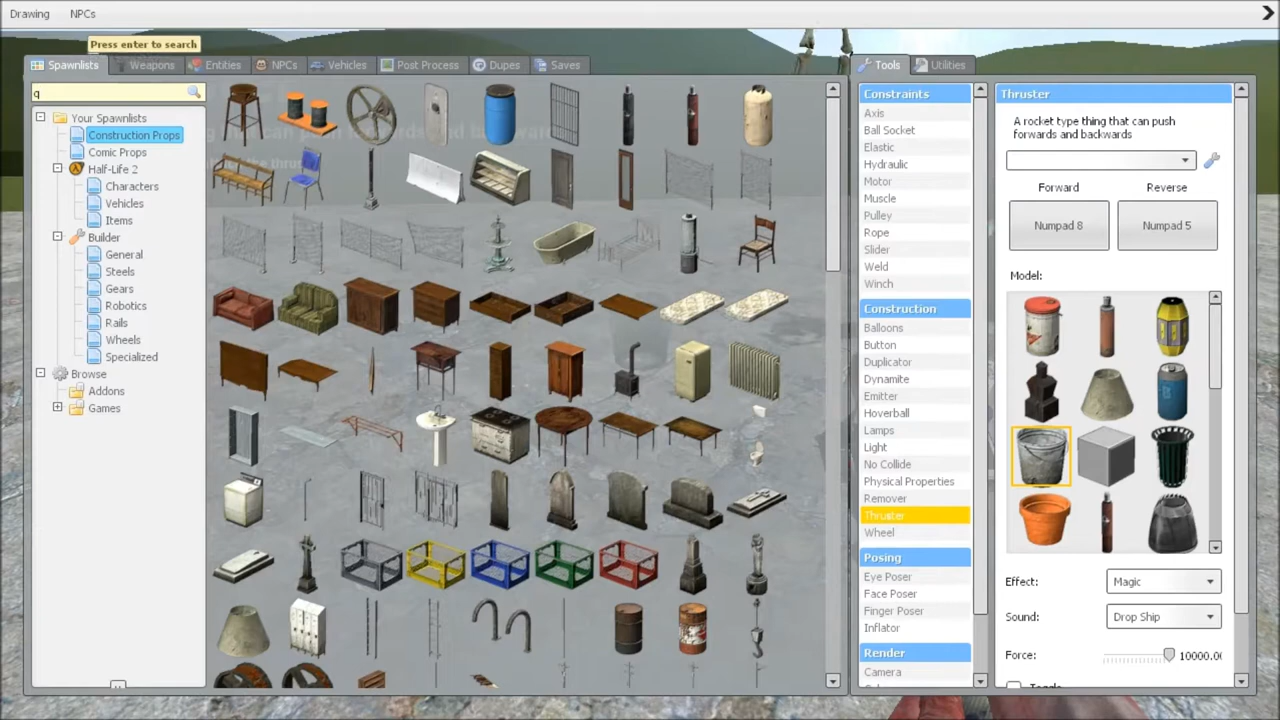 Drawing NPCs
Press enter to search
Spawnlists Weapons Entities NPCs Vehicles Post Process Dupes Saves
Tools Utilities
q
Your Spawnlists
Construction Props
Comic Props
Half-Life 2
Characters
Vehicles
Items
Builder
General
Steels
Gears
Robotics
Rails
Wheels
Specialized
Browse
Addons
Games
Constraints
Axis
Ball Socket
Elastic
Hydraulic
Motor
Muscle
Pulley
Rope
Slider
Weld
Winch
Construction
Balloons
Button
Duplicator
Dynamite
Emitter
Hoverball
Lamps
Light
No Collide
Physical Properties
Remover
Thruster
Wheel
Posing
Eye Poser
Face Poser
Finger Poser
Inflator
Render
Camera
Thruster
A rocket type thing that can push
forwards and backwards
Forward Reverse
Numpad 8 Numpad 5
Model:
Effect: Magic
Sound: Drop Ship
Force: 10000.0
Toggle